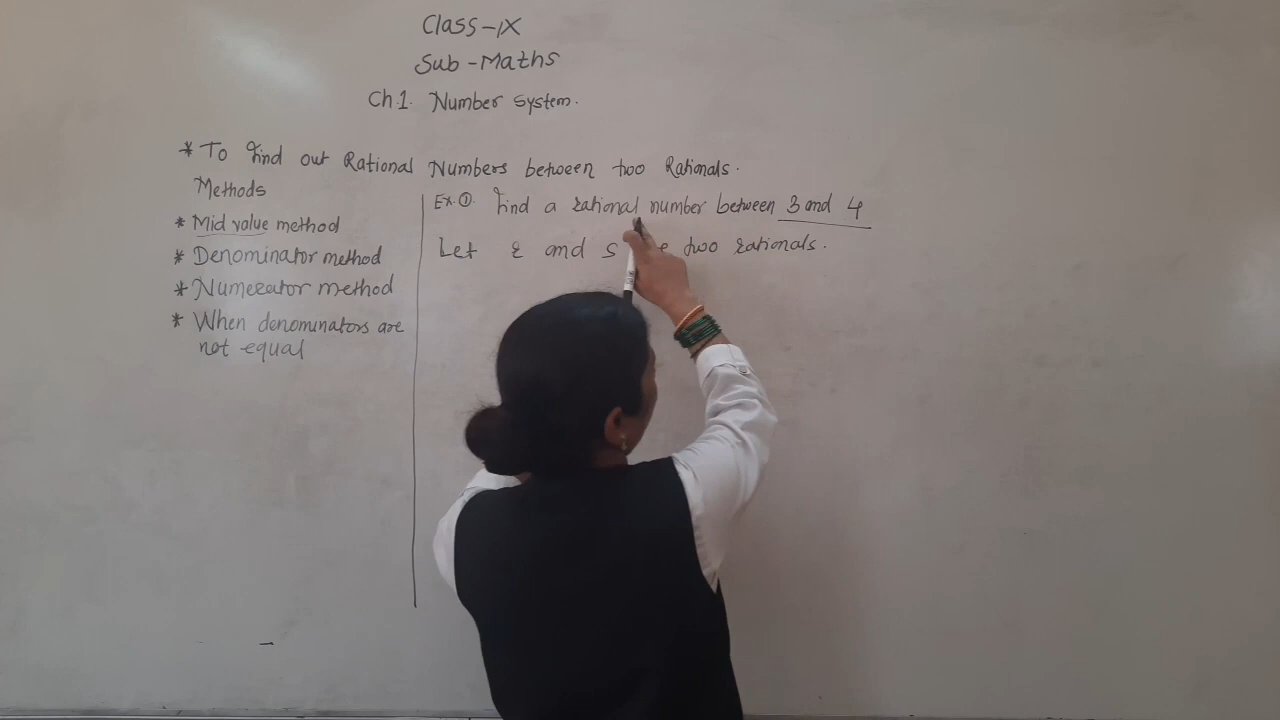 Class-IX
Sub-Maths
Ch.1. Number System.
* To find out Rational Numbers between two Rationals.
Methods
* Mid value method
* Denominator method
* Numerator method
* When denominators are
not equal
Ex.① find a rational number between 3 and 4
Let r and s two rationals.